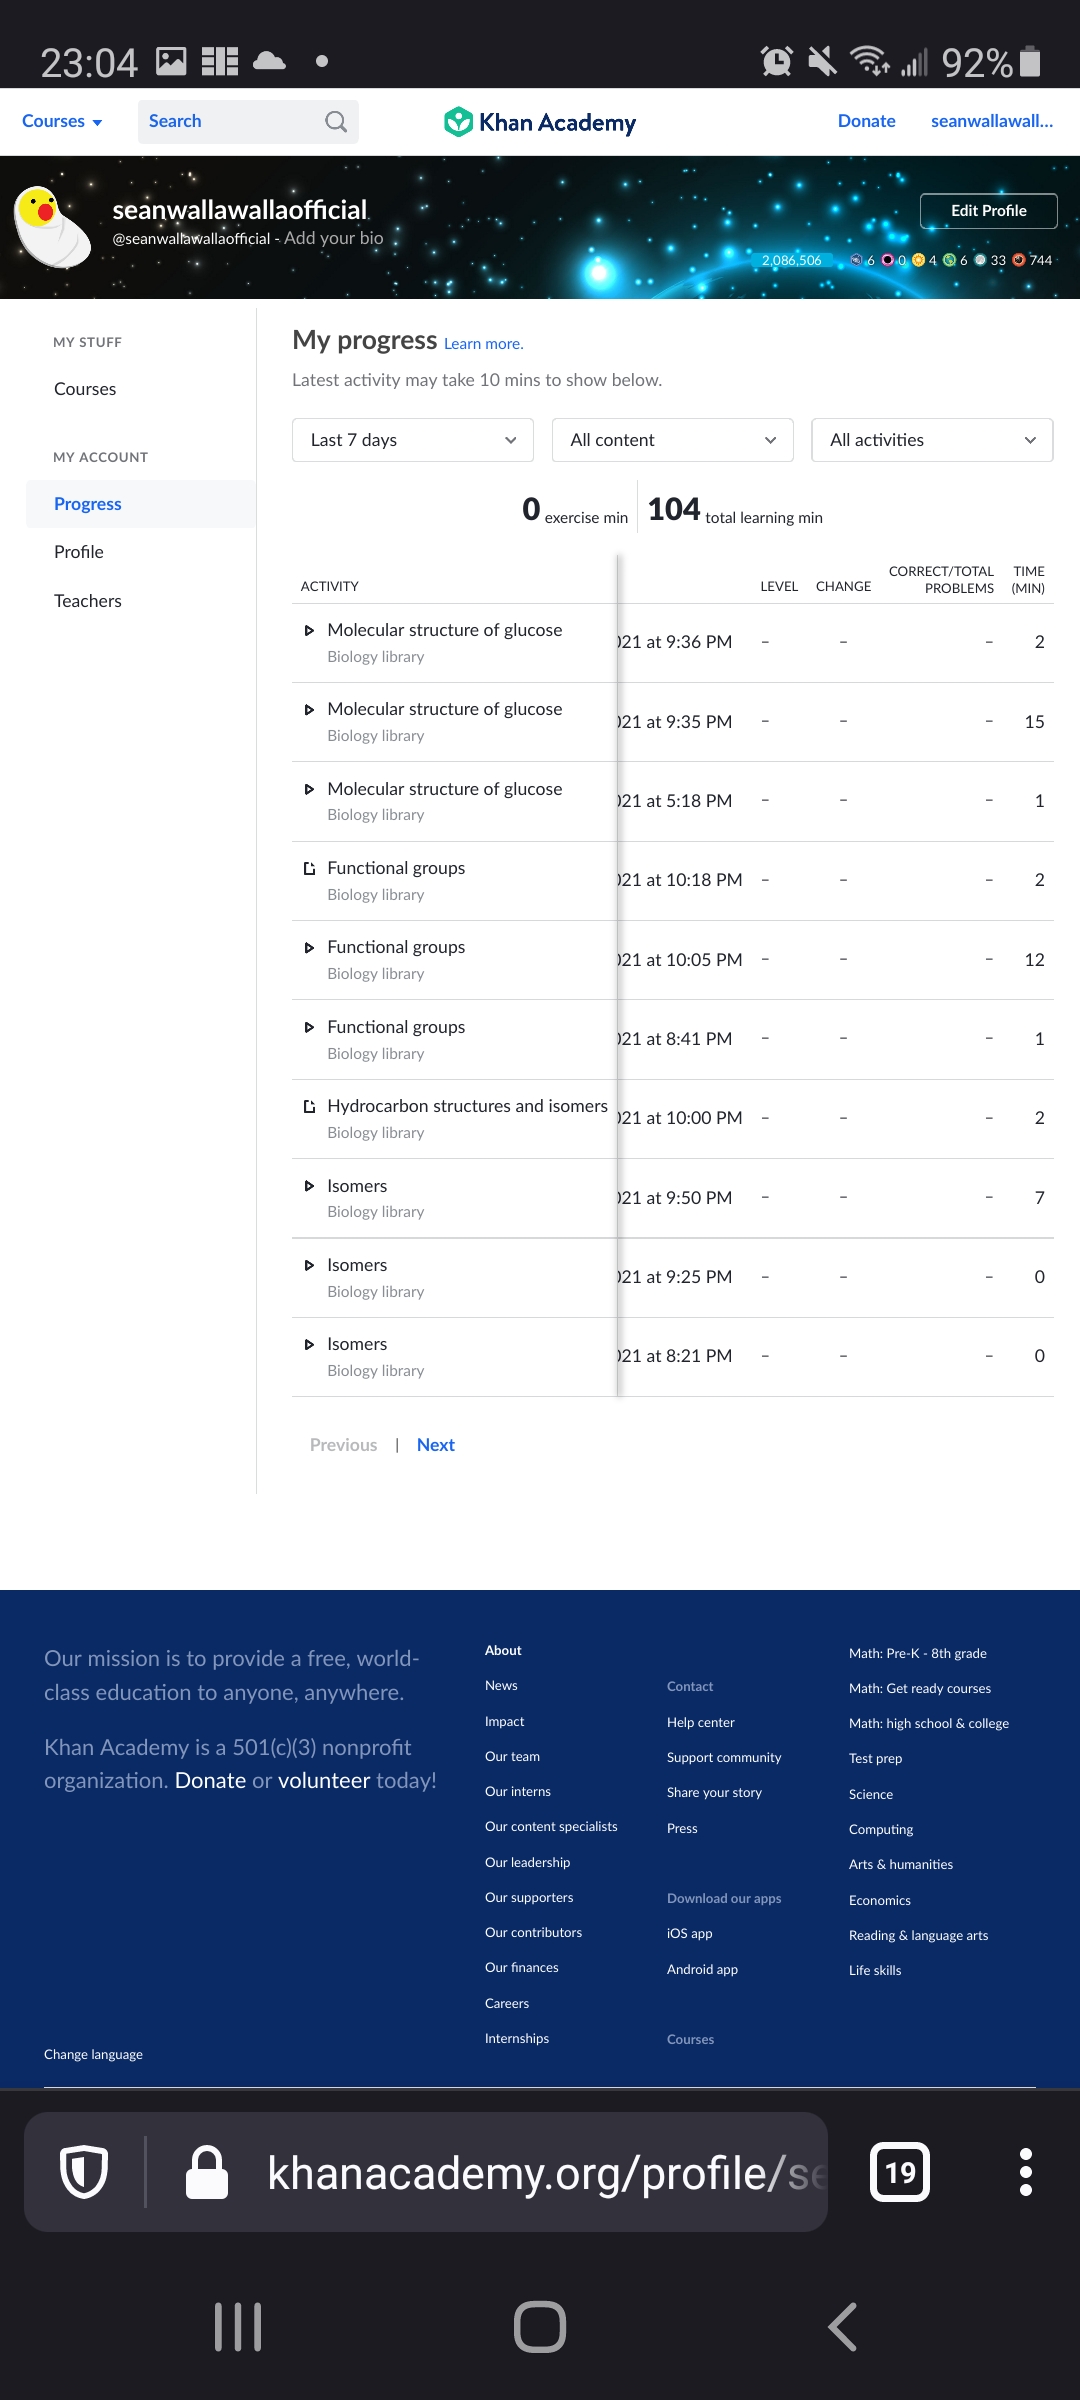 23:04 92%
Courses Search Khan Academy Donate seanwallawall...
seanwallawallaofficial
@seanwallawallaofficial - Add your bio
Edit Profile
2,086,506 6 0 4 6 33 744
MY STUFF
Courses
MY ACCOUNT
Progress
Profile
Teachers
My progress Learn more.
Latest activity may take 10 mins to show below.
Last 7 days All content All activities
0 exercise min 104 total learning min
ACTIVITY LEVEL CHANGE CORRECT/TOTAL PROBLEMS TIME (MIN)
Molecular structure of glucose 021 at 9:36 PM – – – 2
Biology library
Molecular structure of glucose 021 at 9:35 PM – – – 15
Biology library
Molecular structure of glucose 021 at 5:18 PM – – – 1
Biology library
Functional groups 021 at 10:18 PM – – – 2
Biology library
Functional groups 021 at 10:05 PM – – – 12
Biology library
Functional groups 021 at 8:41 PM – – – 1
Biology library
Hydrocarbon structures and isomers 021 at 10:00 PM – – – 2
Biology library
Isomers 021 at 9:50 PM – – – 7
Biology library
Isomers 021 at 9:25 PM – – – 0
Biology library
Isomers 021 at 8:21 PM – – – 0
Biology library
Previous | Next
Our mission is to provide a free, world-
class education to anyone, anywhere.
Khan Academy is a 501(c)(3) nonprofit
organization. Donate or volunteer today!
Change language
About
News
Impact
Our team
Our interns
Our content specialists
Our leadership
Our supporters
Our contributors
Our finances
Careers
Internships
Contact
Help center
Support community
Share your story
Press
Download our apps
iOS app
Android app
Courses
Math: Pre-K - 8th grade
Math: Get ready courses
Math: high school & college
Test prep
Science
Computing
Arts & humanities
Economics
Reading & language arts
Life skills
khanacademy.org/profile/se
19